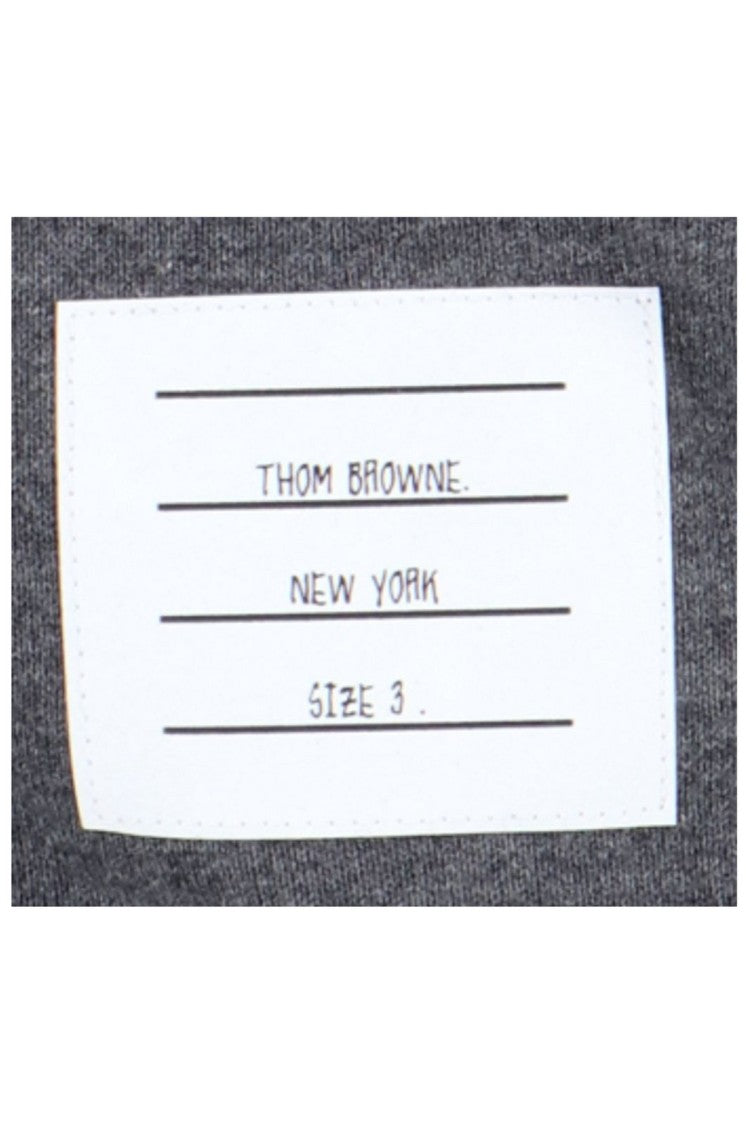 THOM BROWNE.
NEW YORK
SIZE 3 .